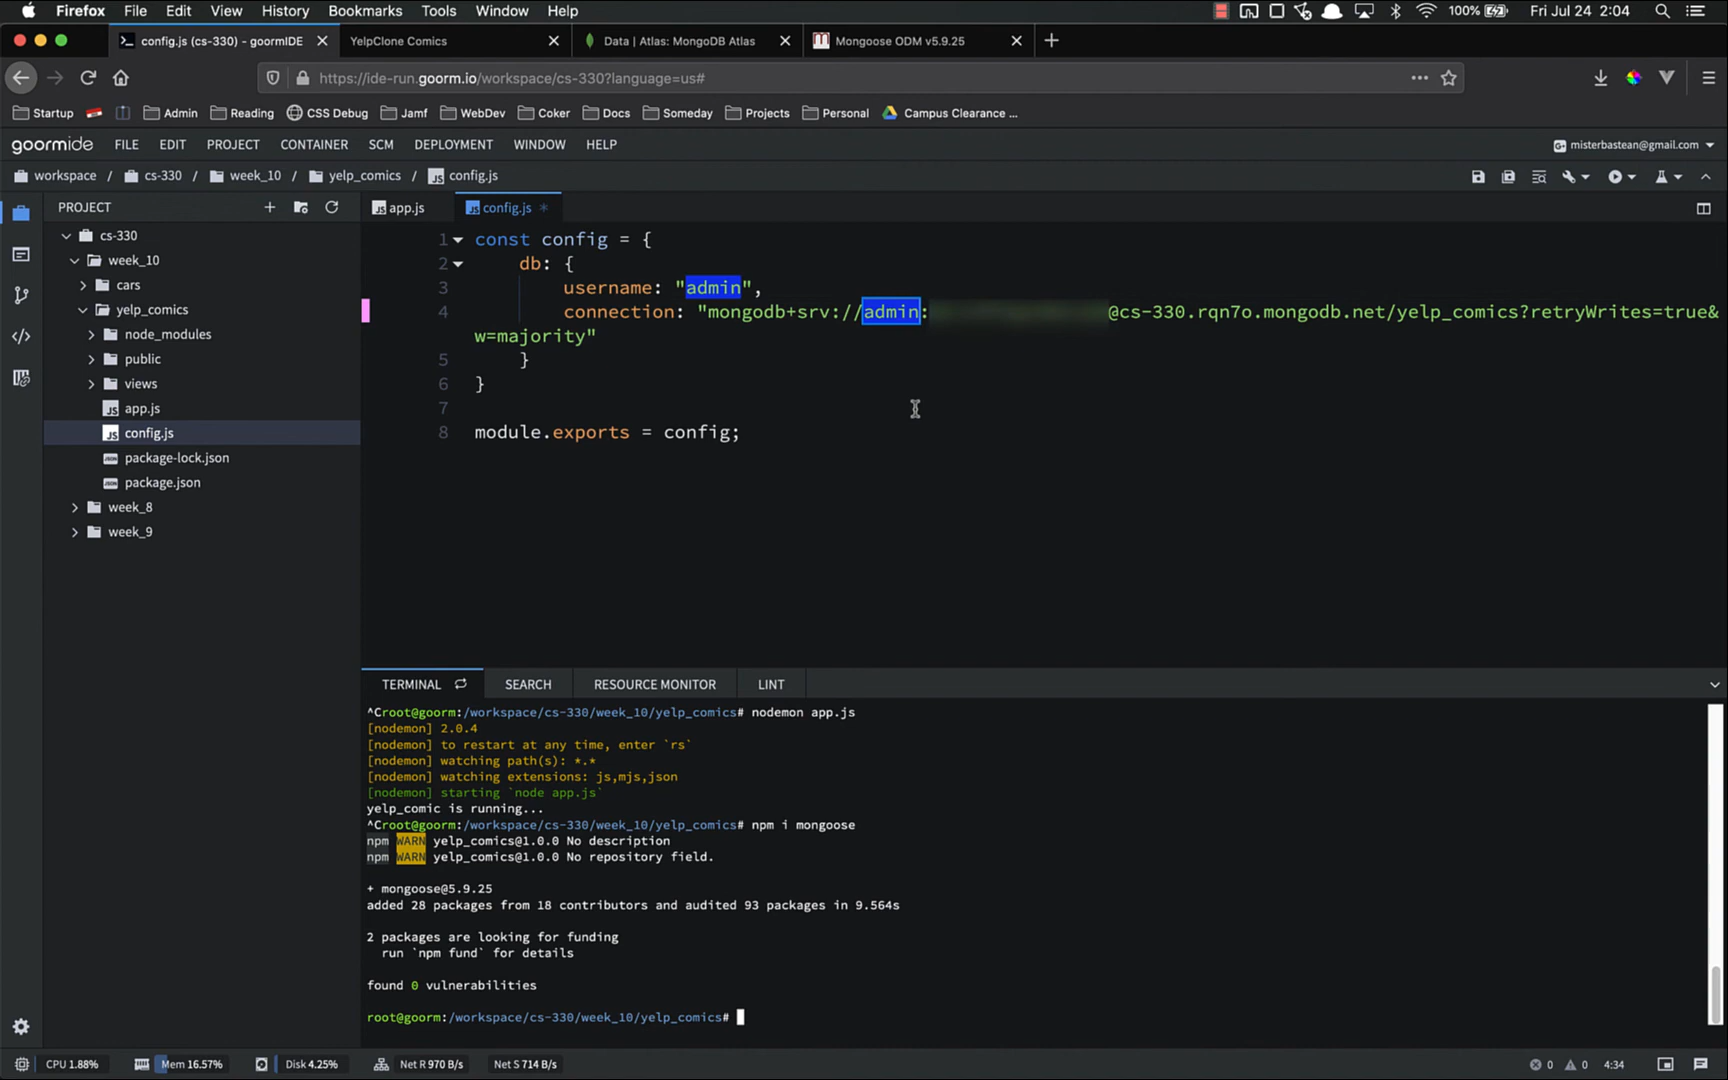 Firefox File Edit View History Bookmarks Tools Window Help 100% Fri Jul 24 2:04
config.js (cs-330) - goormIDE YelpClone Comics Data | Atlas: MongoDB Atlas Mongoose ODM v5.9.25
https://ide-run.goorm.io/workspace/cs-330?language=us#
Startup Admin Reading CSS Debug Jamf WebDev Coker Docs Someday Projects Personal Campus Clearance ...
goormide FILE EDIT PROJECT CONTAINER SCM DEPLOYMENT WINDOW HELP misterbastean@gmail.com
workspace / cs-330 / week_10 / yelp_comics / config.js
PROJECT
cs-330
week_10
cars
yelp_comics
node_modules
public
views
app.js
config.js
package-lock.json
package.json
week_8
week_9
app.js config.js *
1 const config = {
2 db: {
3 username: "admin",
4 connection: "mongodb+srv://admin: @cs-330.rqn7o.mongodb.net/yelp_comics?retryWrites=true&
w=majority"
5 }
6 }
7
8 module.exports = config;
TERMINAL SEARCH RESOURCE MONITOR LINT
^Croot@goorm:/workspace/cs-330/week_10/yelp_comics# nodemon app.js
[nodemon] 2.0.4
[nodemon] to restart at any time, enter `rs`
[nodemon] watching path(s): *.*
[nodemon] watching extensions: js,mjs,json
[nodemon] starting `node app.js`
yelp_comic is running...
^Croot@goorm:/workspace/cs-330/week_10/yelp_comics# npm i mongoose
npm WARN yelp_comics@1.0.0 No description
npm WARN yelp_comics@1.0.0 No repository field.
+ mongoose@5.9.25
added 28 packages from 18 contributors and audited 93 packages in 9.564s
2 packages are looking for funding
run `npm fund` for details
found 0 vulnerabilities
root@goorm:/workspace/cs-330/week_10/yelp_comics#
CPU 1.88% Mem 16.57% Disk 4.25% Net R 970 B/s Net S 714 B/s 0 0 4:34